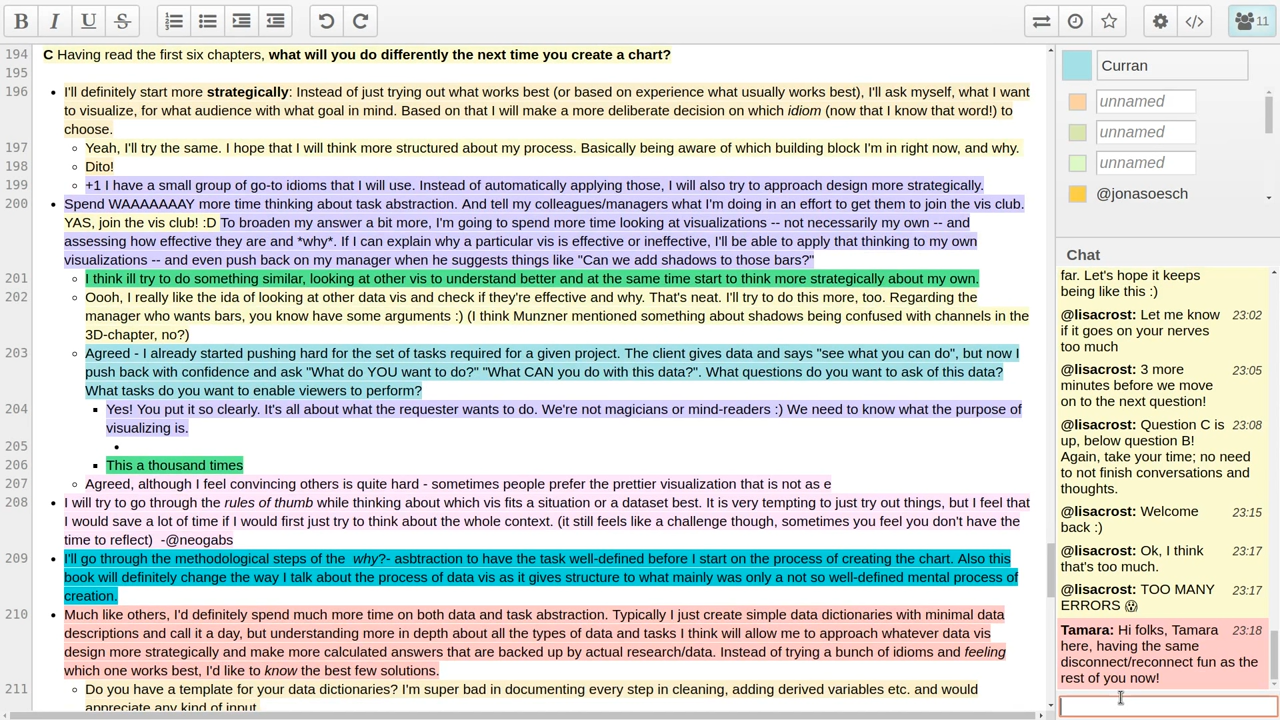 B I U S
11
194 C Having read the first six chapters, what will you do differently the next time you create a chart?
195
196 I'll definitely start more strategically: Instead of just trying out what works best (or based on experience what usually works best), I'll ask myself, what I want
to visualize, for what audience with what goal in mind. Based on that I will make a more deliberate decision on which idiom (now that I know that word!) to
choose.
197 Yeah, I'll try the same. I hope that I will think more structured about my process. Basically being aware of which building block I'm in right now, and why.
198 Dito!
199 +1 I have a small group of go-to idioms that I will use. Instead of automatically applying those, I will also try to approach design more strategically.
200 Spend WAAAAAAAY more time thinking about task abstraction. And tell my colleagues/managers what I'm doing in an effort to get them to join the vis club.
YAS, join the vis club! :D To broaden my answer a bit more, I'm going to spend more time looking at visualizations -- not necessarily my own -- and
assessing how effective they are and *why*. If I can explain why a particular vis is effective or ineffective, I'll be able to apply that thinking to my own
visualizations -- and even push back on my manager when he suggests things like "Can we add shadows to those bars?"
201 I think ill try to do something similar, looking at other vis to understand better and at the same time start to think more strategically about my own.
202 Oooh, I really like the ida of looking at other data vis and check if they're effective and why. That's neat. I'll try to do this more, too. Regarding the
manager who wants bars, you know have some arguments :) (I think Munzner mentioned something about shadows being confused with channels in the
3D-chapter, no?)
203 Agreed - I already started pushing hard for the set of tasks required for a given project. The client gives data and says "see what you can do", but now I
push back with confidence and ask "What do YOU want to do?" "What CAN you do with this data?". What questions do you want to ask of this data?
What tasks do you want to enable viewers to perform?
204 Yes! You put it so clearly. It's all about what the requester wants to do. We're not magicians or mind-readers :) We need to know what the purpose of
visualizing is.
205
206 This a thousand times
207 Agreed, although I feel convincing others is quite hard - sometimes people prefer the prettier visualization that is not as e
208 I will try to go through the rules of thumb while thinking about which vis fits a situation or a dataset best. It is very tempting to just try out things, but I feel that
I would save a lot of time if I would first just try to think about the whole context. (it still feels like a challenge though, sometimes you feel you don't have the
time to reflect) -@neogabs
209 I'll go through the methodological steps of the why?- asbtraction to have the task well-defined before I start on the process of creating the chart. Also this
book will definitely change the way I talk about the process of data vis as it gives structure to what mainly was only a not so well-defined mental process of
creation.
210 Much like others, I'd definitely spend much more time on both data and task abstraction. Typically I just create simple data dictionaries with minimal data
descriptions and call it a day, but understanding more in depth about all the types of data and tasks I think will allow me to approach whatever data vis
design more strategically and make more calculated answers that are backed up by actual research/data. Instead of trying a bunch of idioms and feeling
which one works best, I'd like to know the best few solutions.
211 Do you have a template for your data dictionaries? I'm super bad in documenting every step in cleaning, adding derived variables etc. and would
appreciate any kind of input
Curran
unnamed
unnamed
unnamed
@jonasoesch
Chat
far. Let's hope it keeps
being like this :)
@lisacrost: Let me know 23:02
if it goes on your nerves
too much
@lisacrost: 3 more 23:05
minutes before we move
on to the next question!
@lisacrost: Question C is 23:08
up, below question B!
Again, take your time; no need
to not finish conversations and
thoughts.
@lisacrost: Welcome 23:15
back :)
@lisacrost: Ok, I think 23:17
that's too much.
@lisacrost: TOO MANY 23:17
ERRORS 😱
Tamara: Hi folks, Tamara 23:18
here, having the same
disconnect/reconnect fun as the
rest of you now!